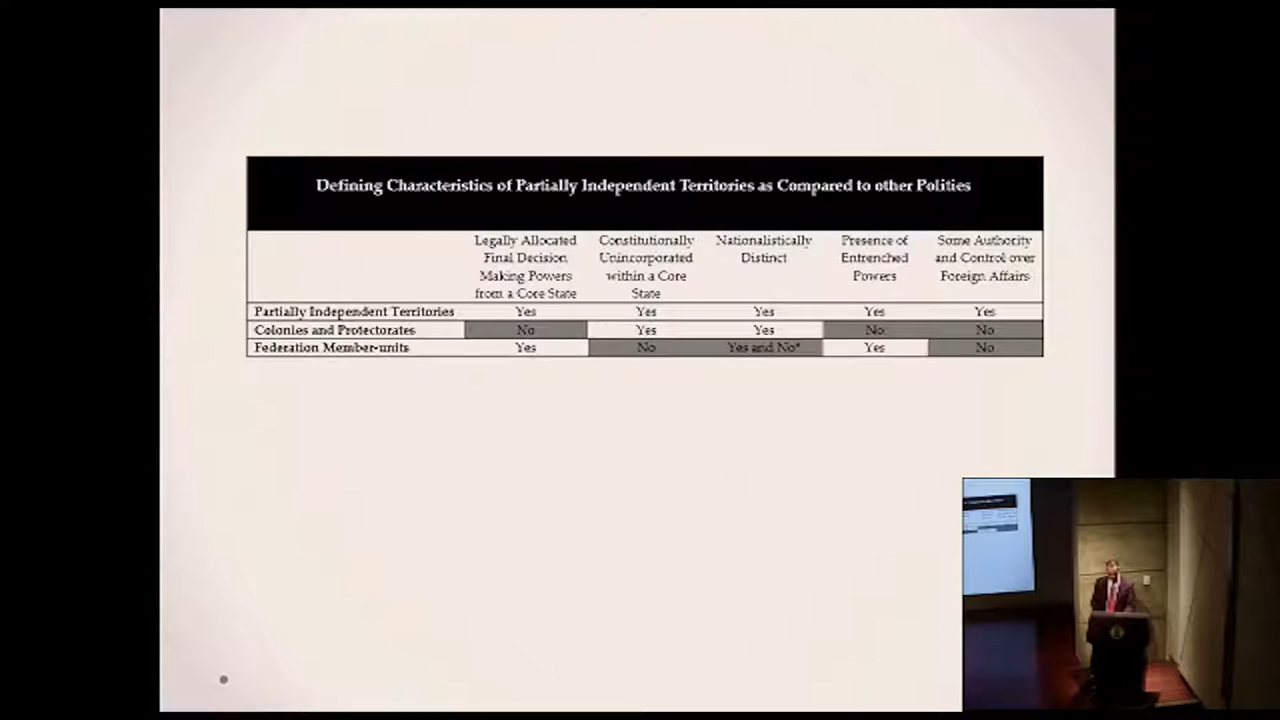 Defining Characteristics of Partially Independent Territories as Compared to other Polities
Legally Allocated Final Decision Making Powers from a Core State
Constitutionally Unincorporated within a Core State
Nationalistically Distinct
Presence of Entrenched Powers
Some Authority and Control over Foreign Affairs
Partially Independent Territories Yes Yes Yes Yes Yes
Colonies and Protectorates No Yes Yes No No
Federation Member-units Yes No Yes and No* Yes No